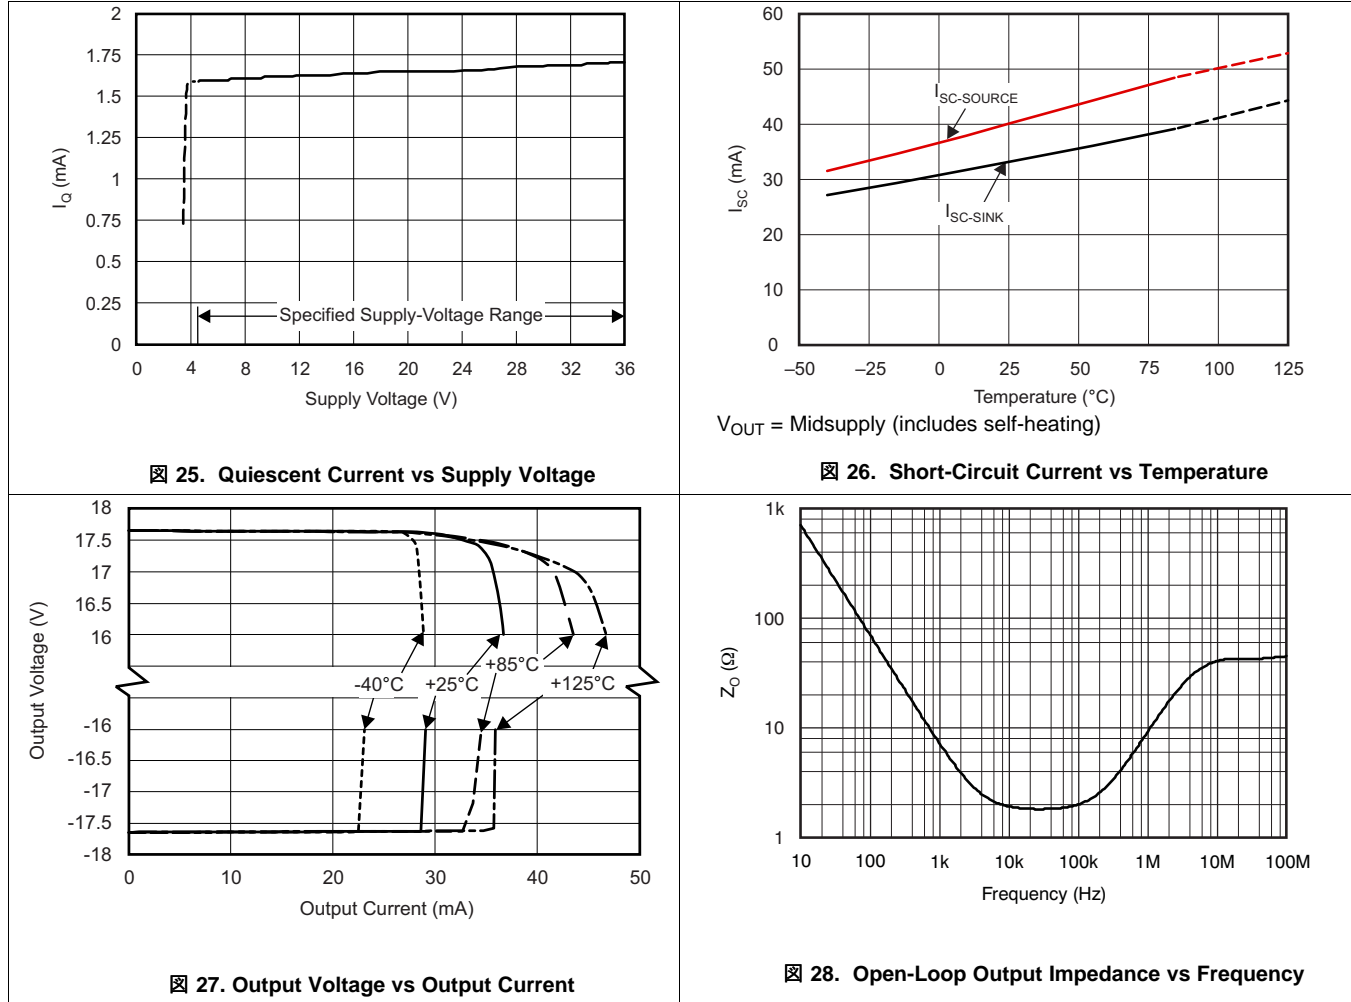 2
1.75
1.5
1.25
1
0.75
0.5
0.25
0
I_Q (mA)
Specified Supply-Voltage Range
0 4 8 12 16 20 24 28 32 36
Supply Voltage (V)
図 25. Quiescent Current vs Supply Voltage
60
50
40
30
20
10
0
I_SC (mA)
I_SC-SOURCE
I_SC-SINK
–50 –25 0 25 50 75 100 125
Temperature (°C)
V_OUT = Midsupply (includes self-heating)
図 26. Short-Circuit Current vs Temperature
18
17.5
17
16.5
16
-16
-16.5
-17
-17.5
-18
Output Voltage (V)
-40°C
+25°C
+85°C
+125°C
0 10 20 30 40 50
Output Current (mA)
図 27. Output Voltage vs Output Current
1k
100
10
1
Z_O (Ω)
10 100 1k 10k 100k 1M 10M 100M
Frequency (Hz)
図 28. Open-Loop Output Impedance vs Frequency